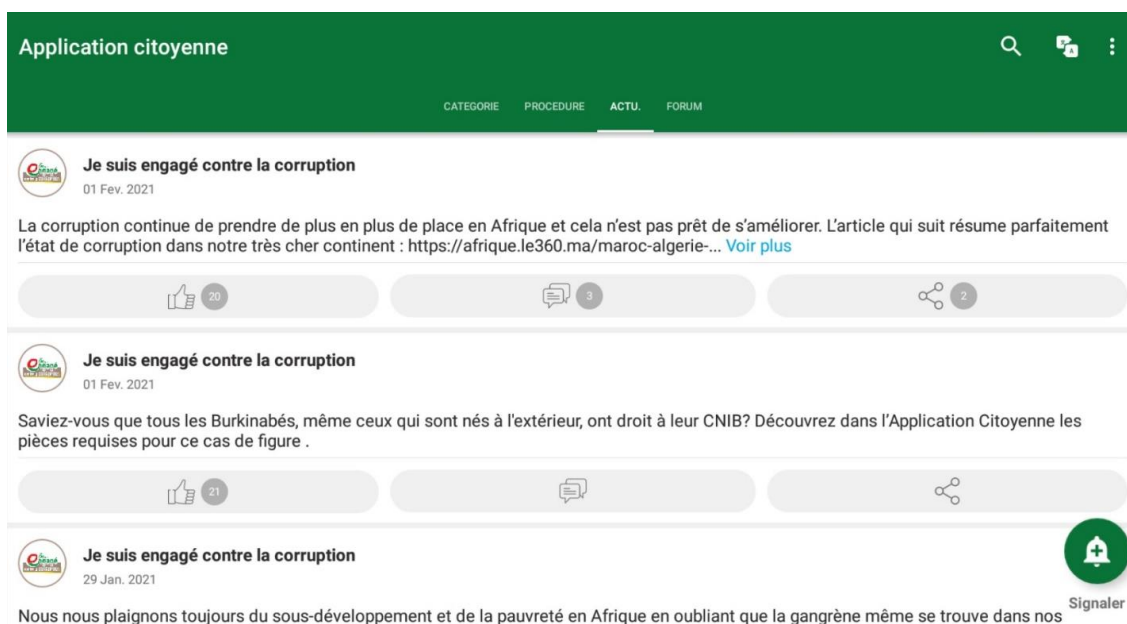 Application citoyenne
CATEGORIE PROCEDURE ACTU. FORUM
Je suis engagé contre la corruption
01 Fev. 2021
La corruption continue de prendre de plus en plus de place en Afrique et cela n’est pas prêt de s’améliorer. L’article qui suit résume parfaitement
l’état de corruption dans notre très cher continent : https://afrique.le360.ma/maroc-algerie-... Voir plus
20 3 2
Je suis engagé contre la corruption
01 Fev. 2021
Saviez-vous que tous les Burkinabés, même ceux qui sont nés à l'extérieur, ont droit à leur CNIB? Découvrez dans l’Application Citoyenne les
pièces requises pour ce cas de figure .
21
Je suis engagé contre la corruption
29 Jan. 2021
Signaler
Nous nous plaignons toujours du sous-développement et de la pauvreté en Afrique en oubliant que la gangrène même se trouve dans nos